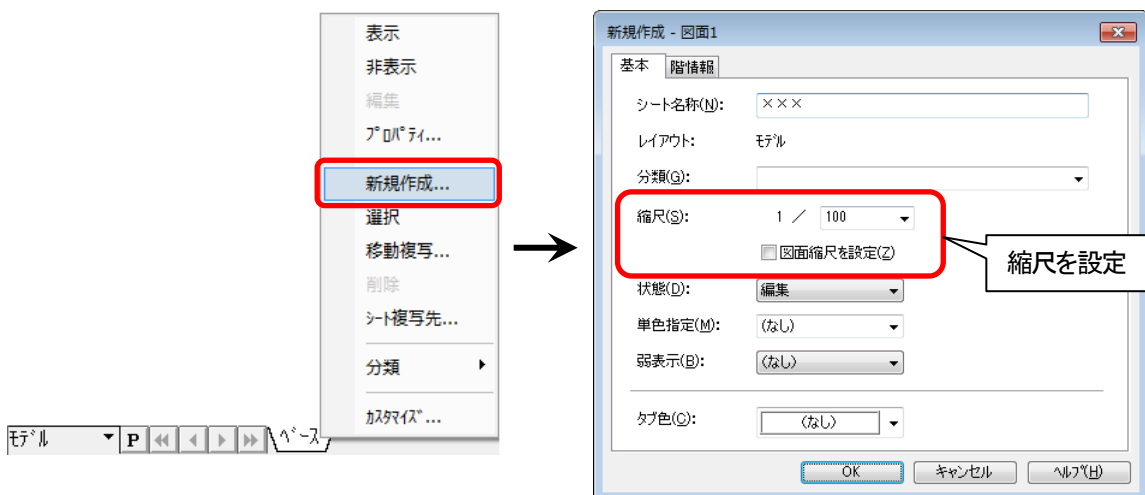 表示
非表示
編集
ﾌﾟﾛﾊﾟﾃｨ...
新規作成...
選択
移動複写...
削除
ｼｰﾄ複写先...
分類
ｶｽﾀﾏｲｽﾞ...
ﾓﾃﾞﾙ P ﾍﾞｰｽ
新規作成 - 図面1
基本 階情報
シート名称(N): ×××
レイアウト: ﾓﾃﾞﾙ
分類(G):
縮尺(S): 1 ／ 100
図面縮尺を設定(Z)
縮尺を設定
状態(D): 編集
単色指定(M): (なし)
弱表示(B): (なし)
タブ色(C): (なし)
OK キャンセル ﾍﾙﾌﾟ(H)